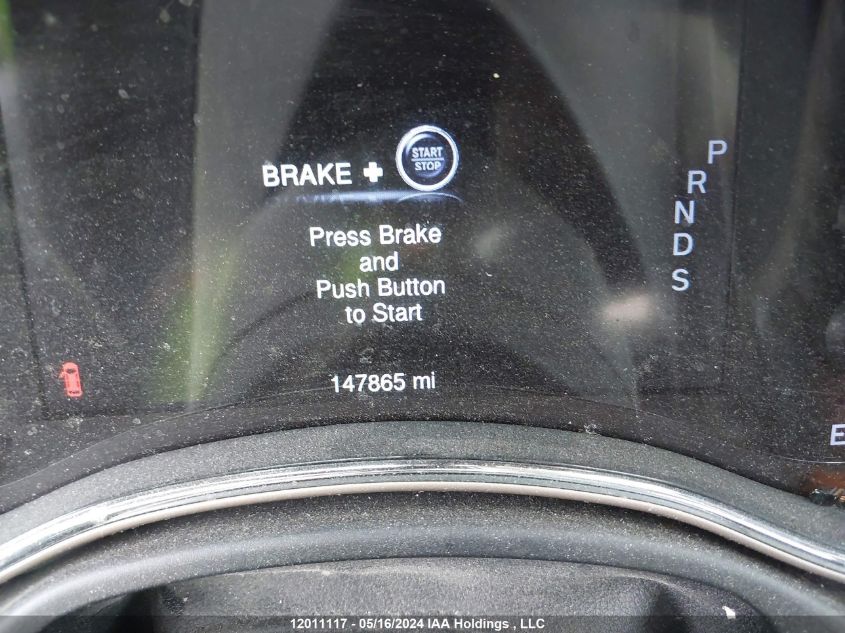 BRAKE + START
STOP
Press Brake
and
Push Button
to Start
147865 mi
P
R
N
D
S
E
12011117 - 05/16/2024 IAA Holdings , LLC